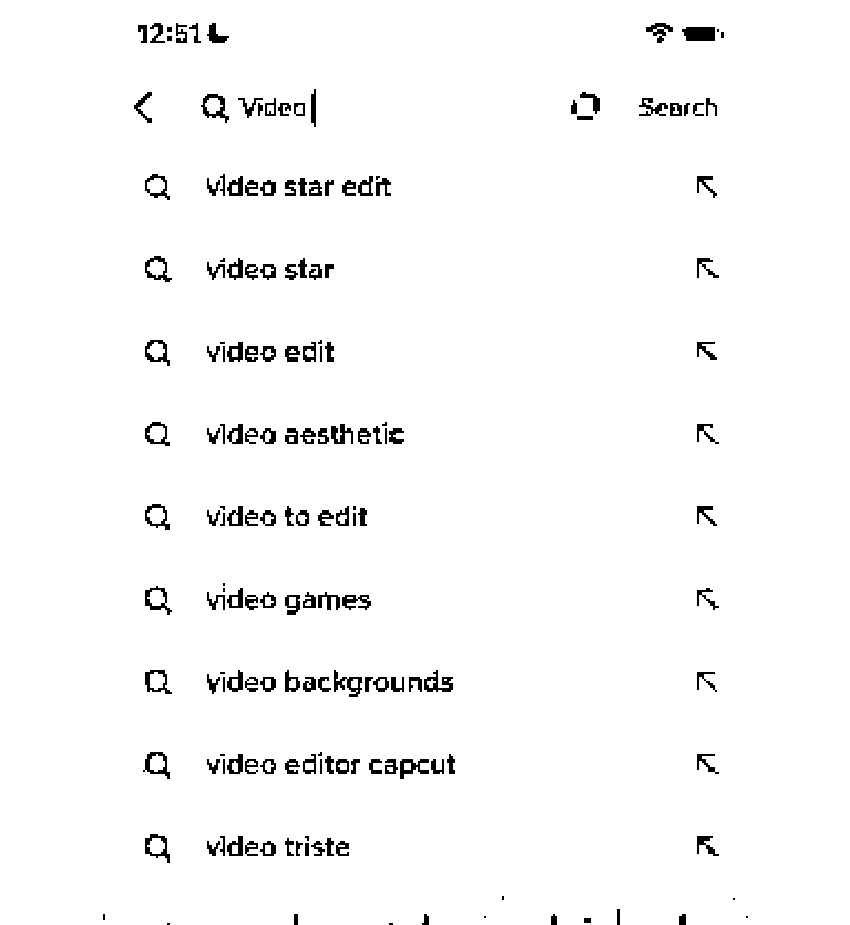 12:51
Video Search
video star edit
video star
video edit
video aesthetic
video to edit
video games
video backgrounds
video editor capcut
video triste